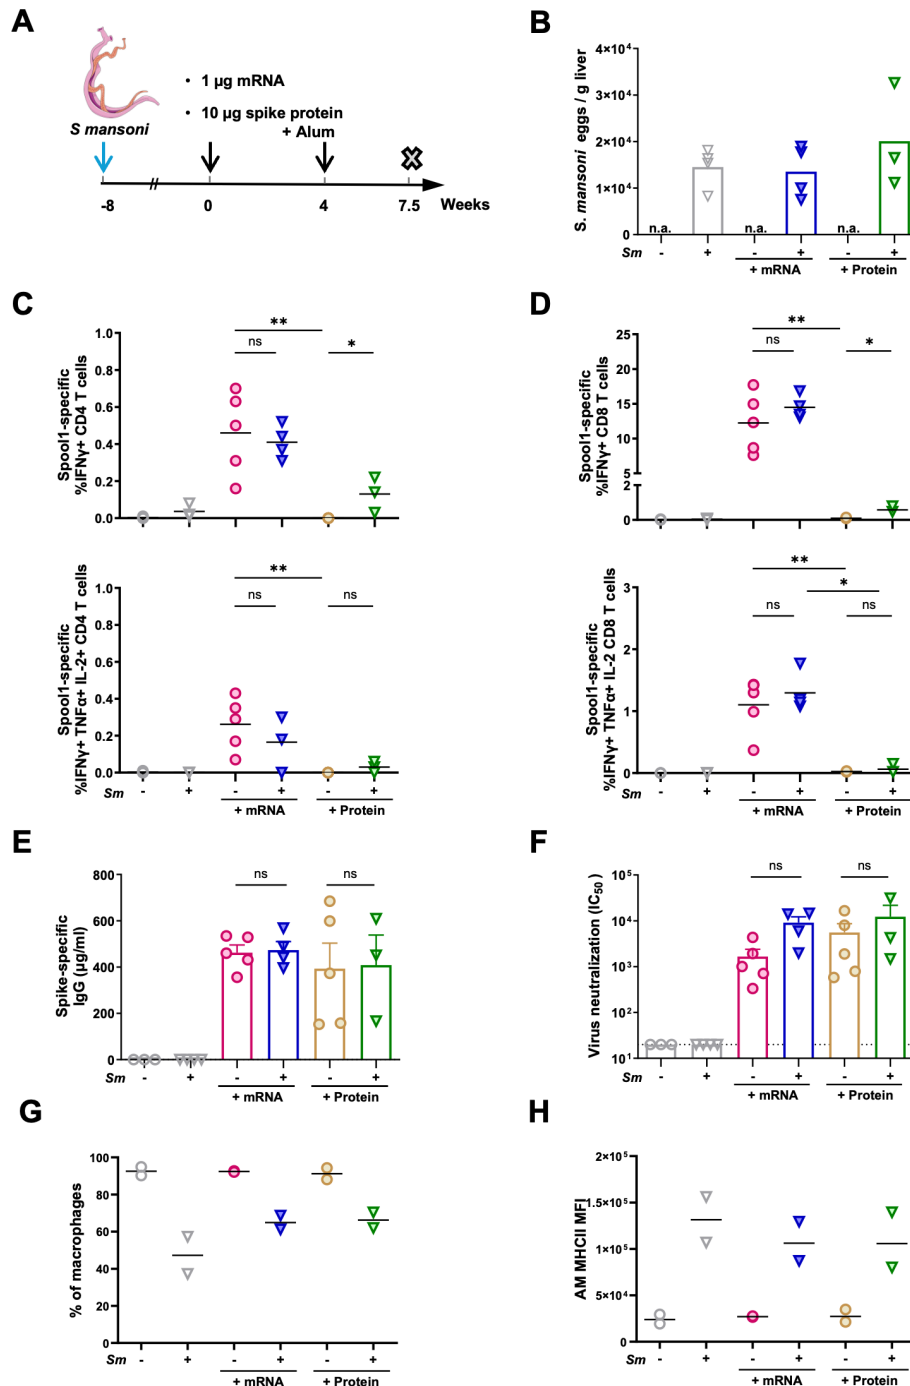 A
• 1 µg mRNA
• 10 µg spike protein
+ Alum
S mansoni
-8
0
4
7.5
Weeks
B
S. mansoni eggs / g liver
4×10⁴
3×10⁴
2×10⁴
1×10⁴
0
n.a.
n.a.
n.a.
Sm - + - + - +
+ mRNA
+ Protein
C
Spool1-specific
%IFNγ+ CD4 T cells
1.0
0.8
0.6
0.4
0.2
0.0
**
ns
*
Spool1-specific
%IFNγ+ TNFα+ IL-2+ CD4 T cells
1.0
0.8
0.6
0.4
0.2
0.0
**
ns
ns
Sm - + - + - +
+ mRNA
+ Protein
D
Spool1-specific
%IFNγ+ CD8 T cells
25
20
15
10
5
2
0
**
ns
*
Spool1-specific
%IFNγ+ TNFα+ IL-2 CD8 T cells
3
2
1
0
**
*
ns
ns
Sm - + - + - +
+ mRNA
+ Protein
E
Spike-specific
IgG (µg/ml)
800
600
400
200
0
ns
ns
Sm - + - + - +
+ mRNA
+ Protein
F
Virus neutralization (IC₅₀ )
10⁵
10⁴
10³
10²
10¹
ns
ns
Sm - + - + - +
+ mRNA
+ Protein
G
% of macrophages
100
80
60
40
20
0
Sm - + - + - +
+ mRNA
+ Protein
H
AM MHCII MFI
2×10⁵
1.5×10⁵
1×10⁵
5×10⁴
0
Sm - + - + - +
+ mRNA
+ Protein